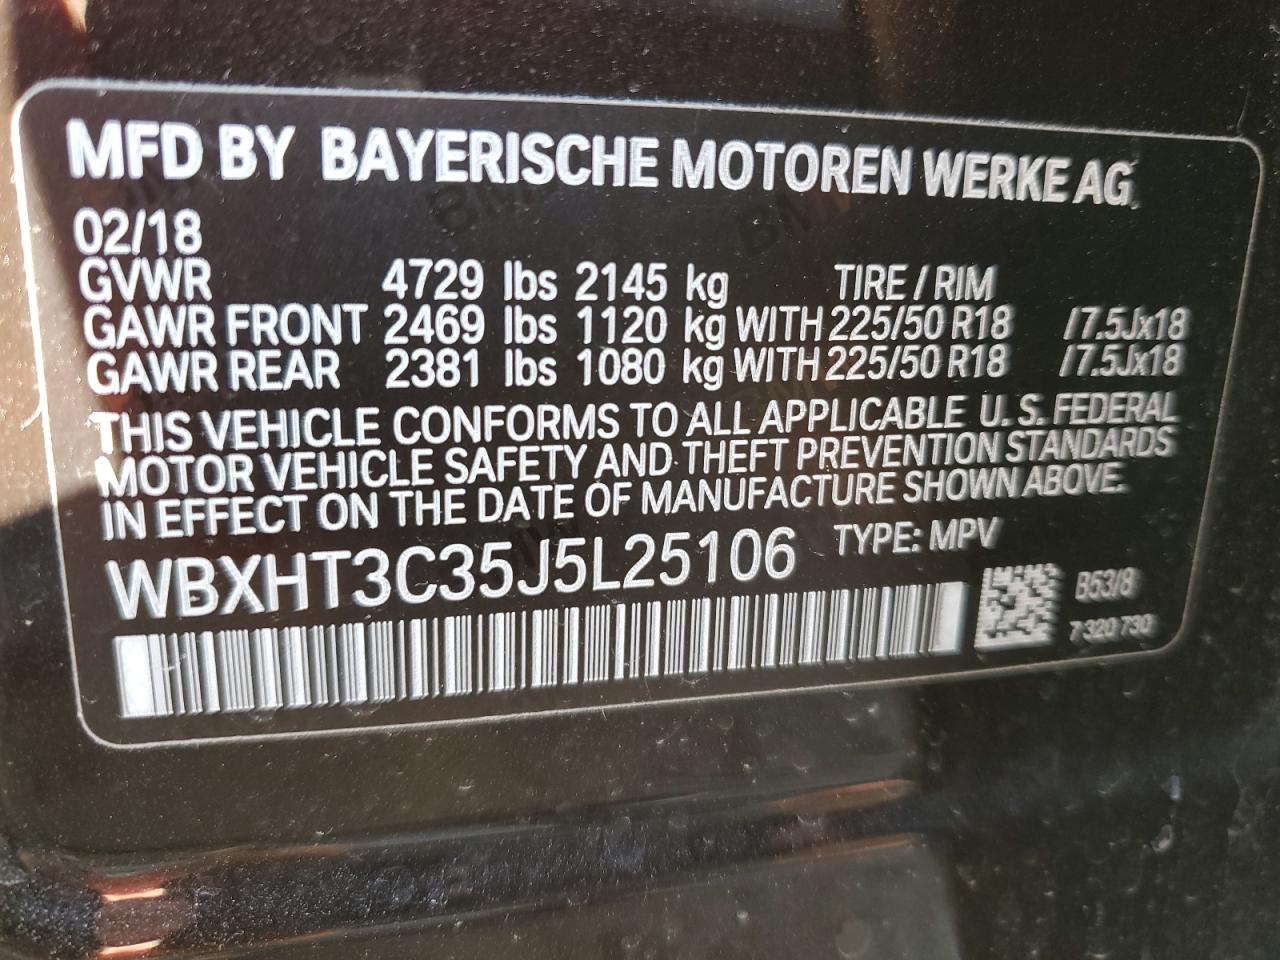 MFD BY BAYERISCHE MOTOREN WERKE AG
02/18
GVWR 4729 lbs 2145 kg TIRE / RIM
GAWR FRONT 2469 lbs 1120 kg WITH 225/50 R18 / 7.5Jx18
GAWR REAR 2381 lbs 1080 kg WITH 225/50 R18 / 7.5Jx18
THIS VEHICLE CONFORMS TO ALL APPLICABLE U. S. FEDERAL
MOTOR VEHICLE SAFETY AND THEFT PREVENTION STANDARDS
IN EFFECT ON THE DATE OF MANUFACTURE SHOWN ABOVE.
WBXHT3C35J5L25106 TYPE: MPV
B53/8
7 320 730